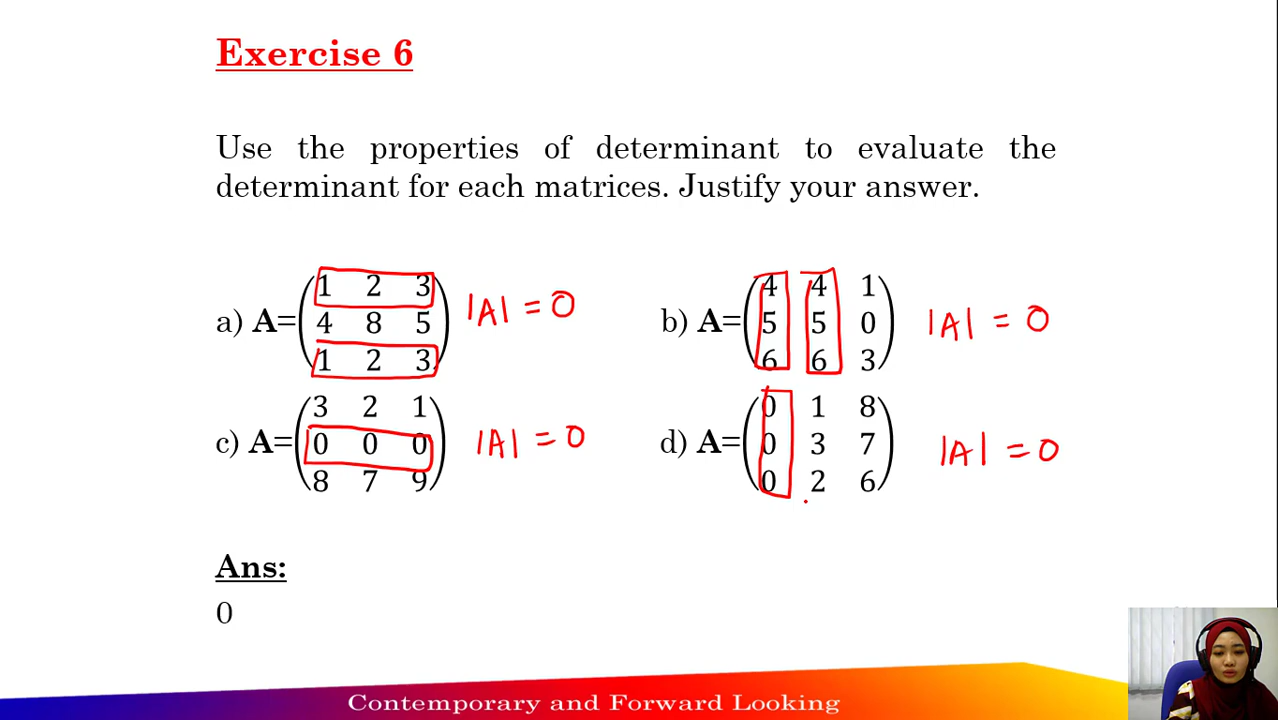 Exercise 6
Use the properties of determinant to evaluate the
determinant for each matrices. Justify your answer.
a) A=
1 2 3
4 8 5
1 2 3
|A| = 0
b) A=
4 4 1
5 5 0
6 6 3
|A| = 0
c) A=
3 2 1
0 0 0
8 7 9
|A| = 0
d) A=
0 1 8
0 3 7
0 2 6
|A| = 0
Ans:
0
Contemporary and Forward Looking